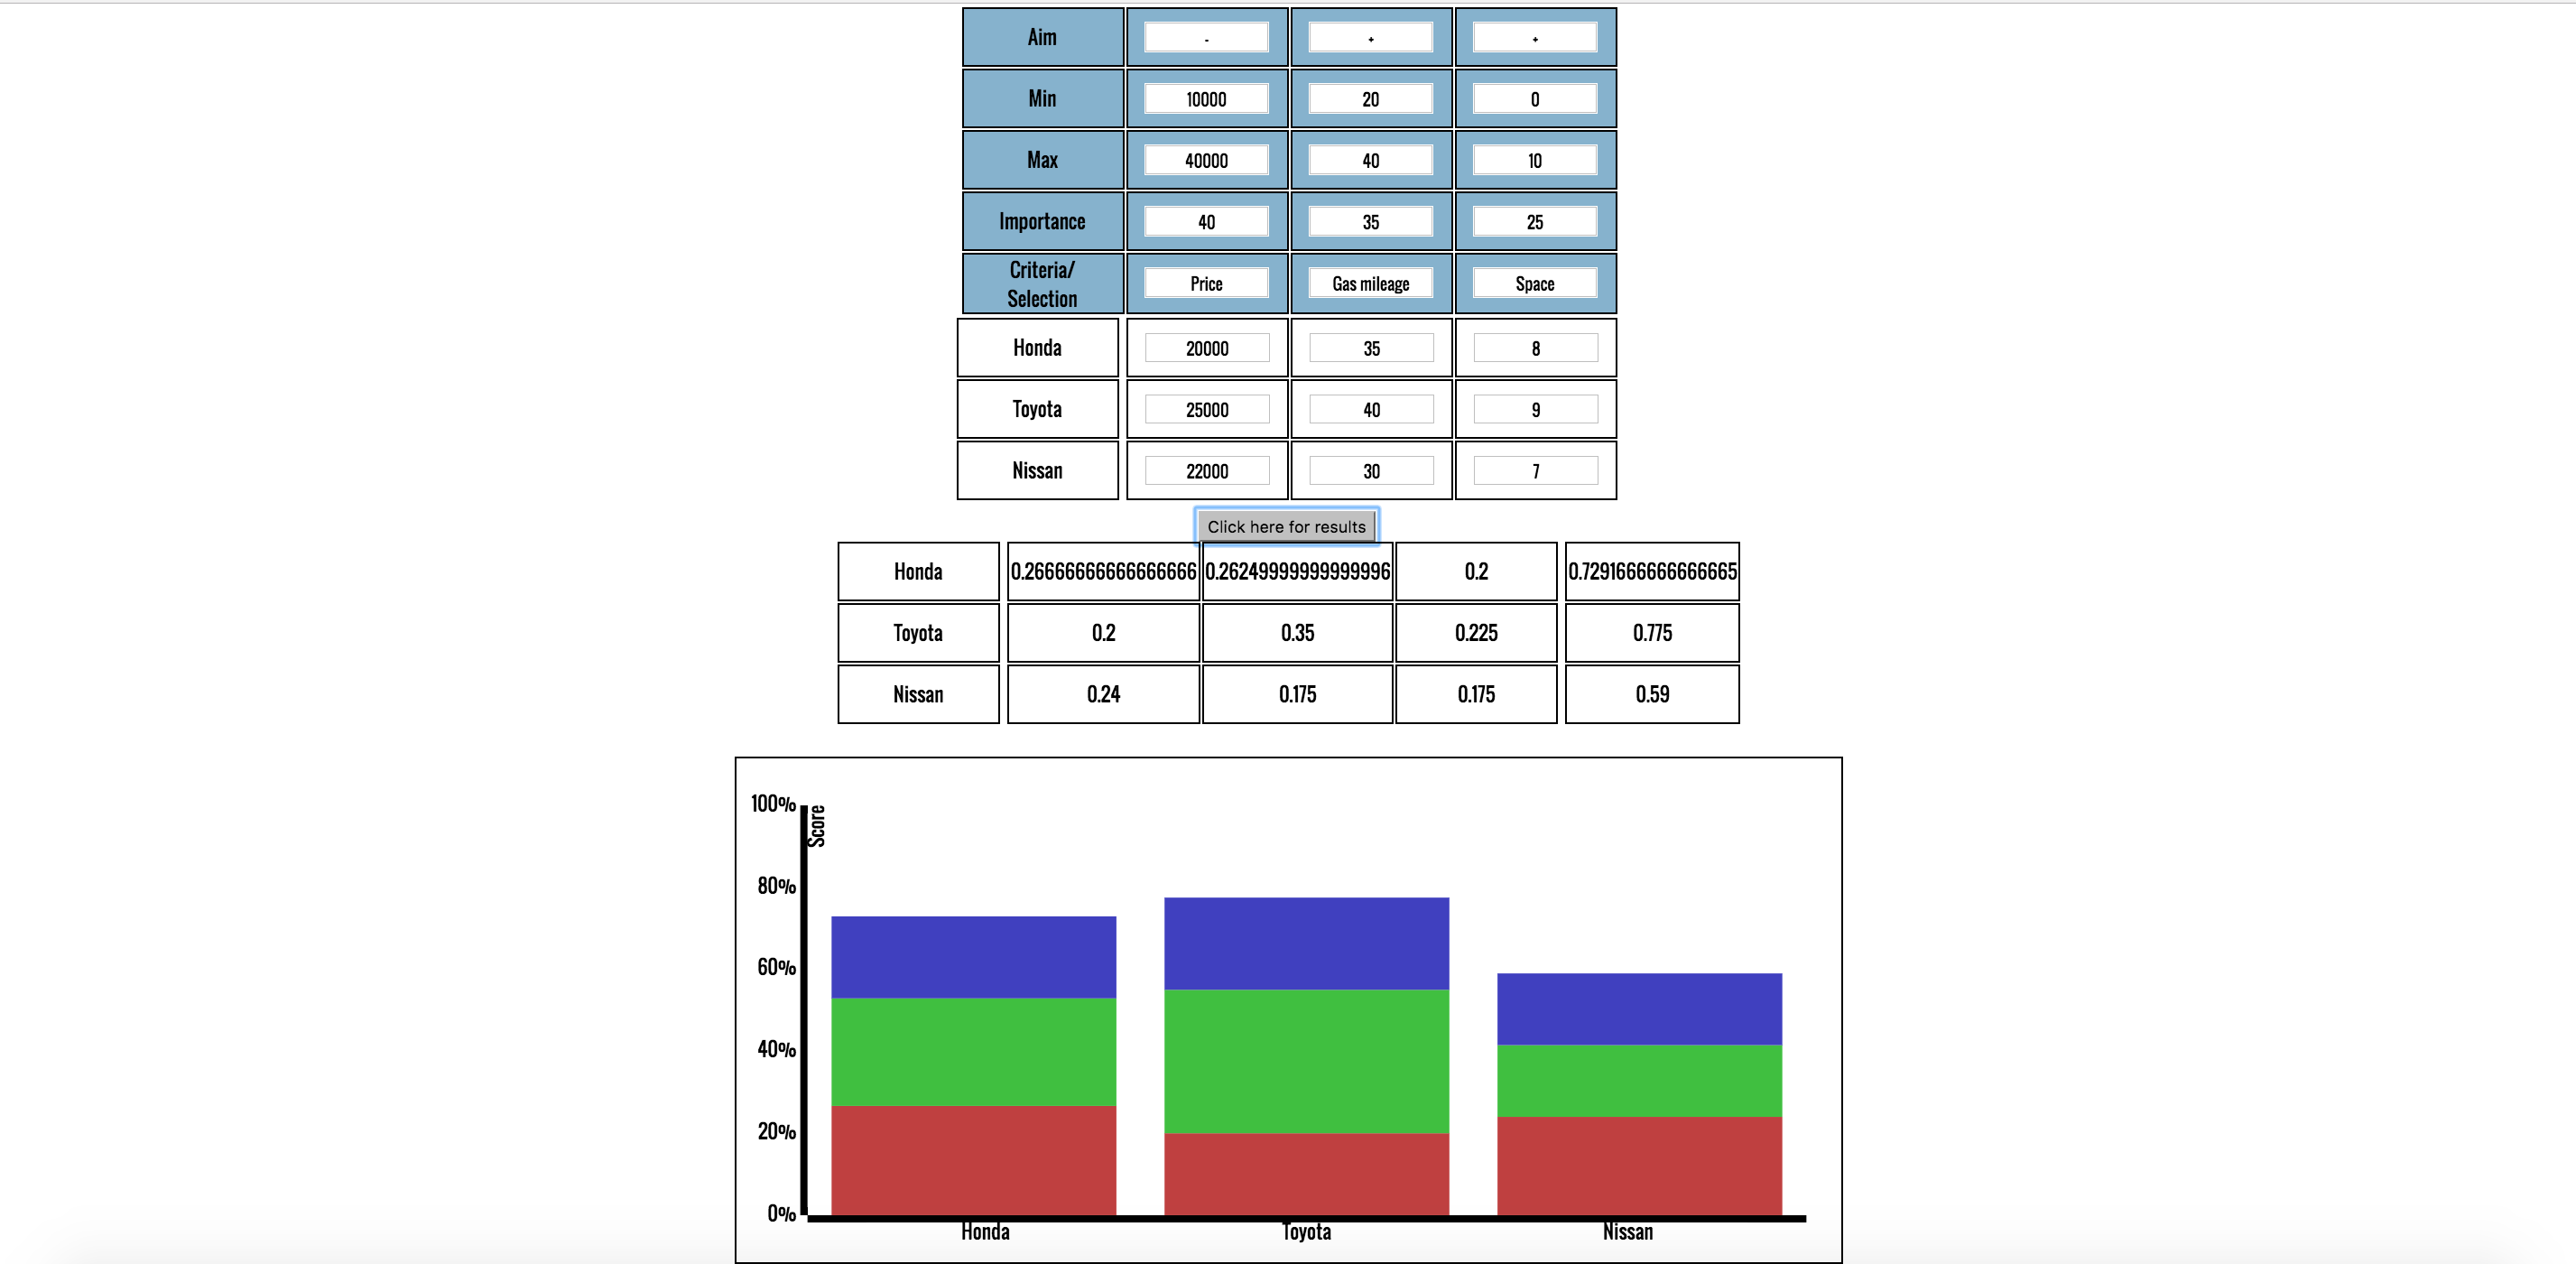 Aim - + +
Min 10000 20 0
Max 40000 40 10
Importance 40 35 25
Criteria/
Selection Price Gas mileage Space
Honda 20000 35 8
Toyota 25000 40 9
Nissan 22000 30 7
Click here for results
Honda 0.26666666666666666 0.26249999999999996 0.2 0.7291666666666665
Toyota 0.2 0.35 0.225 0.775
Nissan 0.24 0.175 0.175 0.59
100%
Score
80%
60%
40%
20%
0%
Honda Toyota Nissan